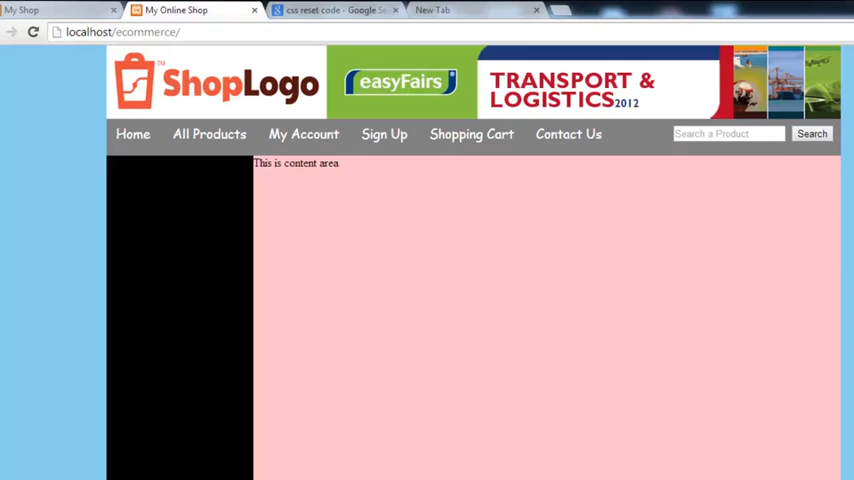 My Shop
My Online Shop
css reset code - Google Se
New Tab
localhost/ecommerce/
ShopLogo™
easyFairs
TRANSPORT &
LOGISTICS2012
Home
All Products
My Account
Sign Up
Shopping Cart
Contact Us
Search a Product
Search
This is content area